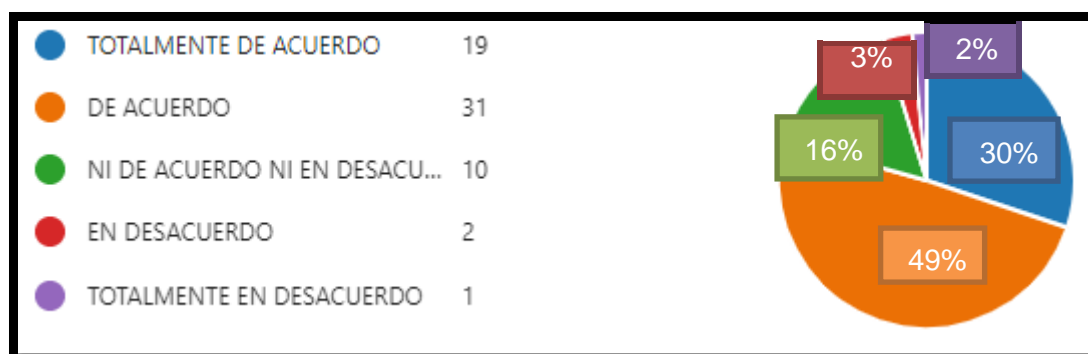 TOTALMENTE DE ACUERDO 19
DE ACUERDO 31
NI DE ACUERDO NI EN DESACU... 10
EN DESACUERDO 2
TOTALMENTE EN DESACUERDO 1
3% 2%
16% 30%
49%